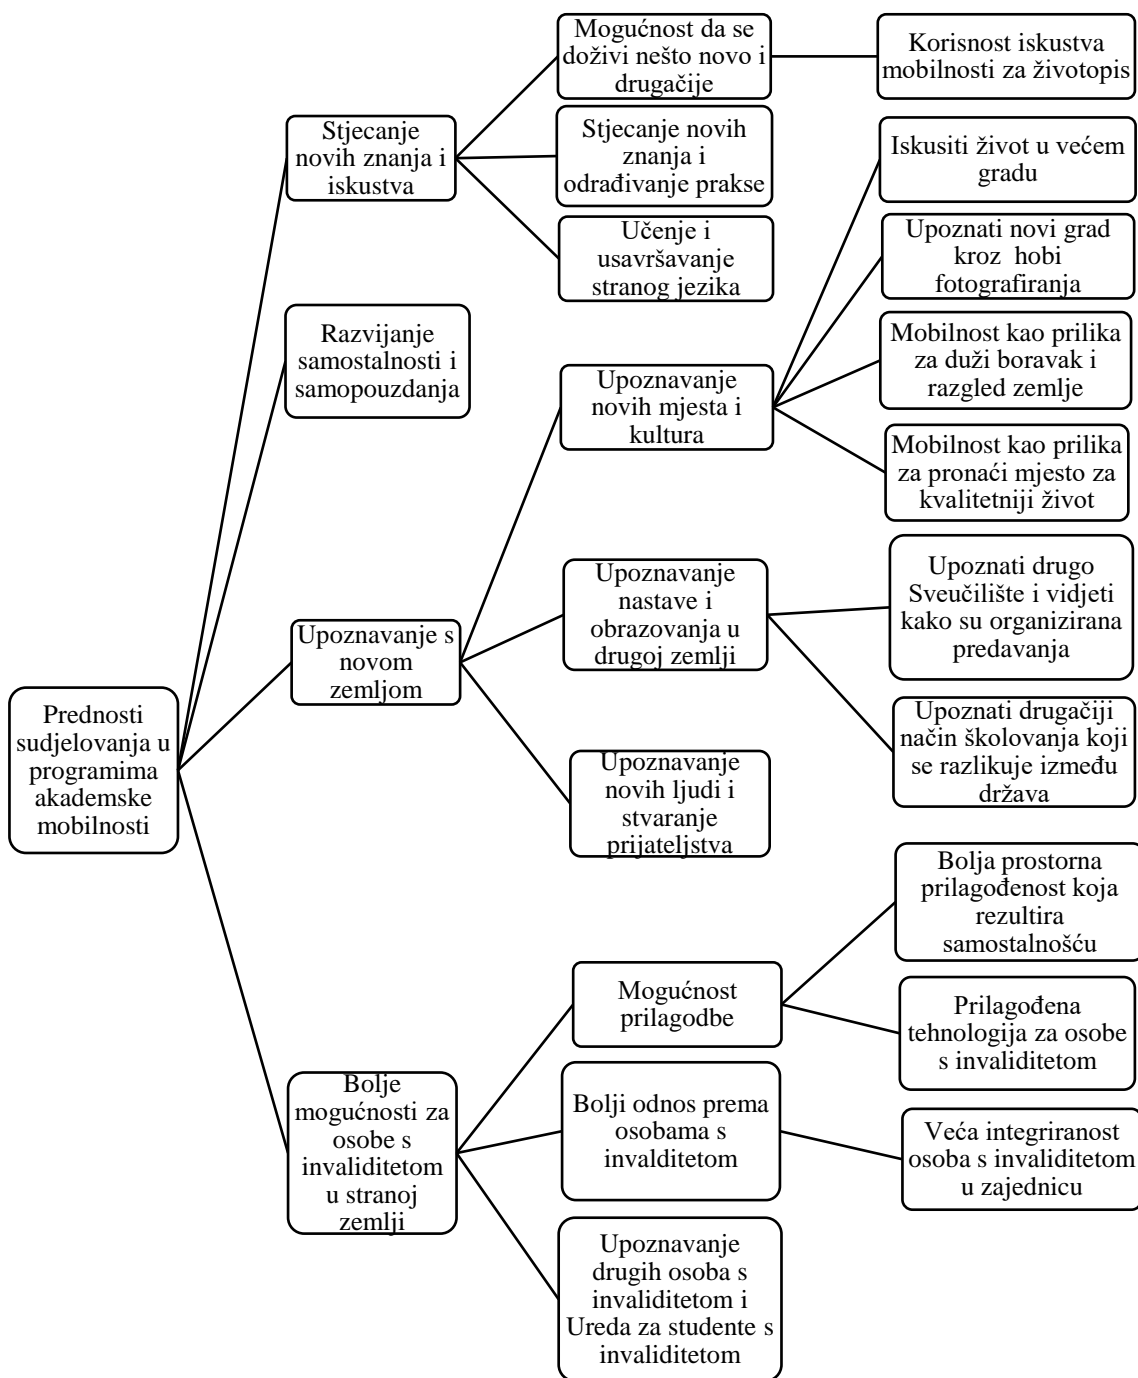 Prednosti
sudjelovanja u
programima
akademske
mobilnosti
Stjecanje
novih znanja i
iskustva
Mogućnost da se
doživi nešto novo i
drugačije
Korisnost iskustva
mobilnosti za životopis
Stjecanje novih
znanja i
odrađivanje prakse
Učenje i
usavršavanje
stranog jezika
Razvijanje
samostalnosti i
samopouzdanja
Upoznavanje s
novom
zemljom
Upoznavanje
novih mjesta i
kultura
Iskusiti život u većem
gradu
Upoznati novi grad
kroz  hobi
fotografiranja
Mobilnost kao prilika
za duži boravak i
razgled zemlje
Mobilnost kao prilika
za pronaći mjesto za
kvalitetniji život
Upoznavanje
nastave i
obrazovanja u
drugoj zemlji
Upoznati drugo
Sveučilište i vidjeti
kako su organizirana
predavanja
Upoznati drugačiji
način školovanja koji
se razlikuje između
država
Upoznavanje
novih ljudi i
stvaranje
prijateljstva
Bolje
mogućnosti za
osobe s
invaliditetom
u stranoj
zemlji
Mogućnost
prilagodbe
Bolja prostorna
prilagođenost koja
rezultira
samostalnošću
Prilagođena
tehnologija za osobe
s invaliditetom
Bolji odnos prema
osobama s
invalditetom
Veća integriranost
osoba s invaliditetom
u zajednicu
Upoznavanje
drugih osoba s
invaliditetom i
Ureda za studente s
invaliditetom